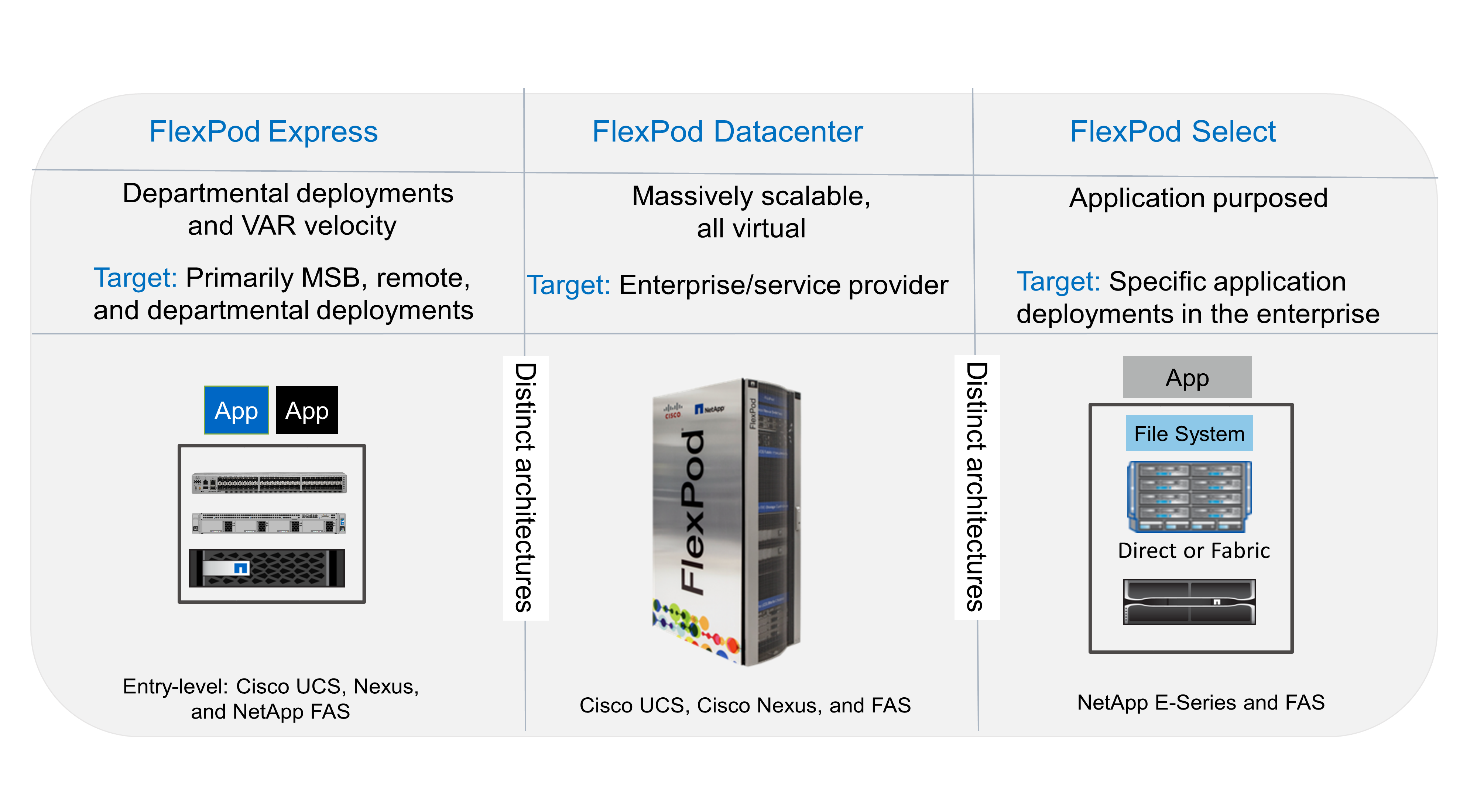 FlexPod Express
Departmental deployments
and VAR velocity
Target: Primarily MSB, remote,
and departmental deployments
App
App
Entry-level: Cisco UCS, Nexus,
and NetApp FAS
Distinct architectures
FlexPod Datacenter
Massively scalable,
all virtual
Target: Enterprise/service provider
CISCO
NetApp
FlexPod
FlexPod
Cisco UCS, Cisco Nexus, and FAS
Distinct architectures
FlexPod Select
Application purposed
Target: Specific application
deployments in the enterprise
App
File System
Direct or Fabric
NetApp E-Series and FAS